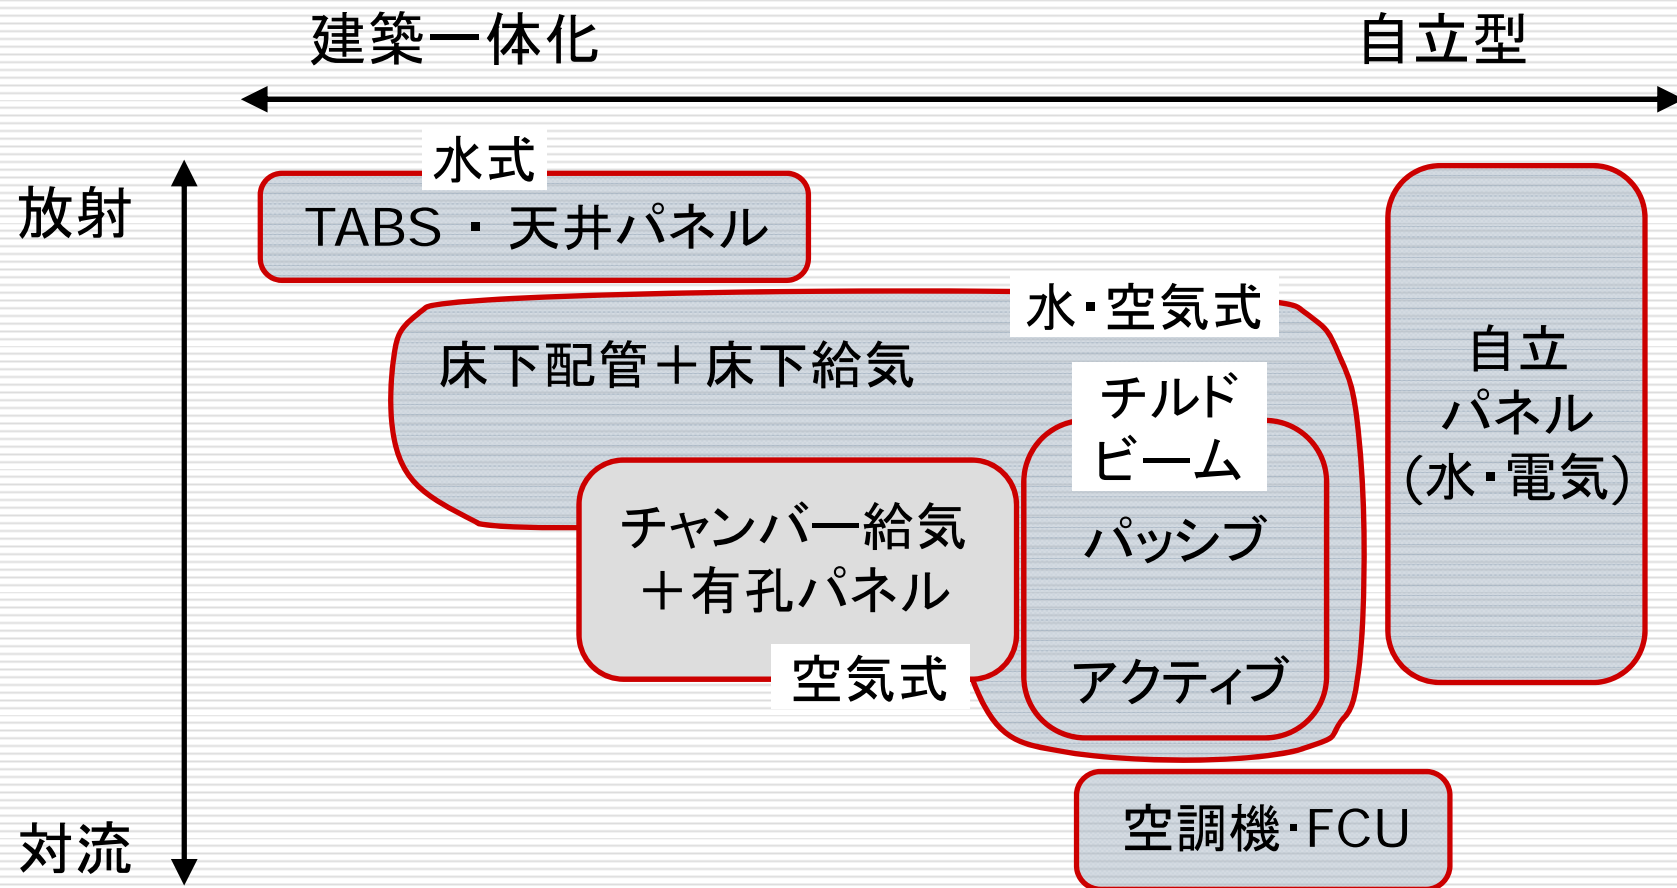 建築一体化
自立型
放射
水式
TABS ・ 天井パネル
水・空気式
床下配管＋床下給気
チルド
ビーム
パッシブ
アクティブ
チャンバー給気
＋有孔パネル
空気式
自立
パネル
(水・電気)
対流
空調機・FCU